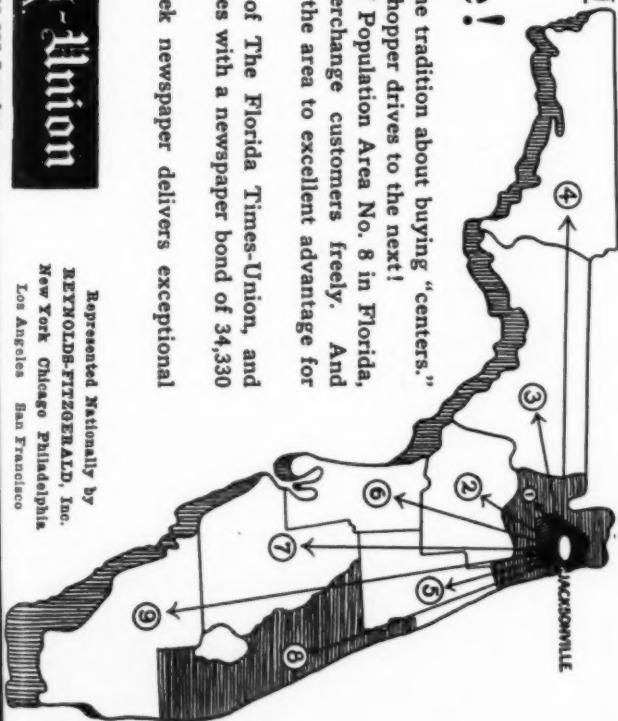 e!
ne tradition about buying "centers."
hopper drives to the next!
Population Area No. 8 in Florida,
erchange customers freely. And
the area to excellent advantage for
of The Florida Times-Union, and
es with a newspaper bond of 34,330
ek newspaper delivers exceptional
-Union
Represented Nationally by
REYNOLDS-FITZGERALD, Inc.
New York Chicago Philadelphia
Los Angeles San Francisco
JACKSONVILLE
1
2
3
4
5
6
7
8
9